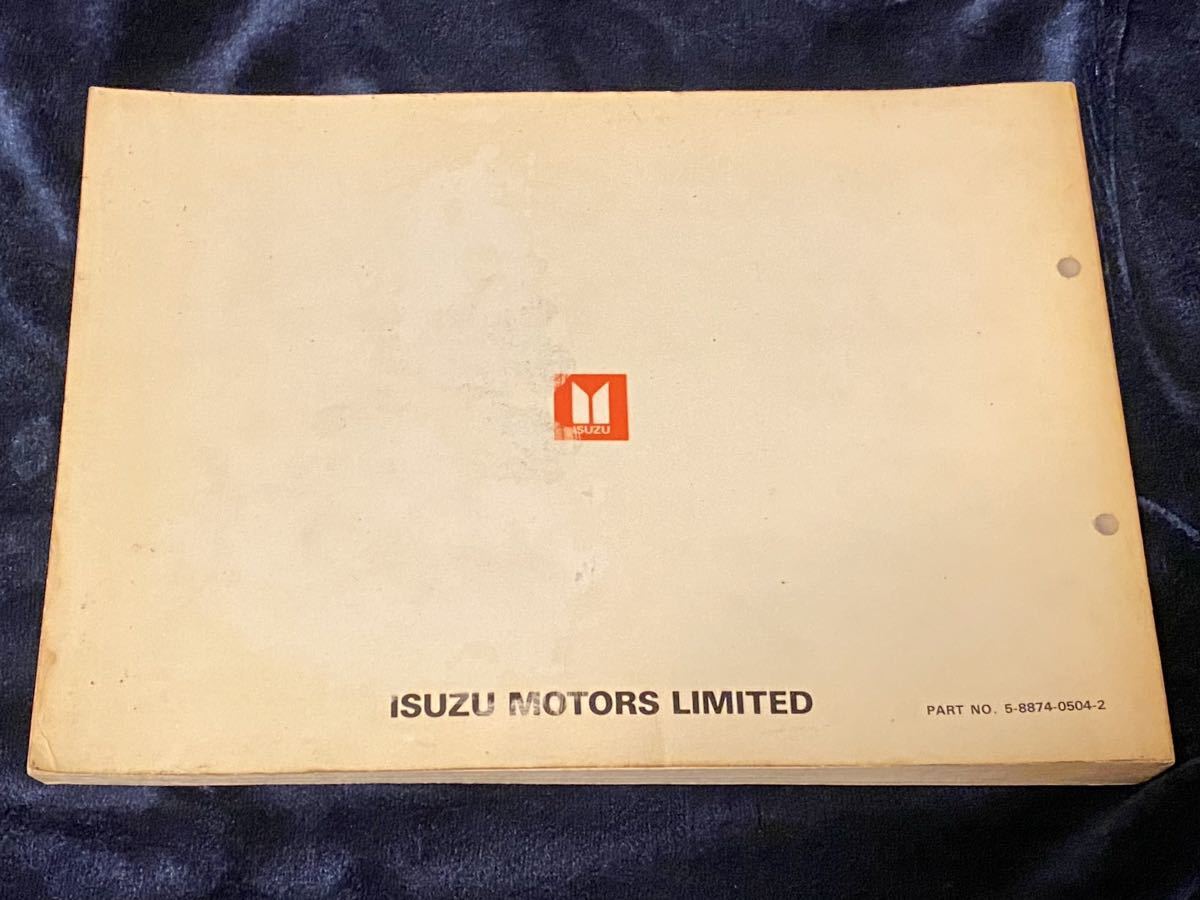 ISUZU
ISUZU MOTORS LIMITED
PART NO. 5-8874-0504-2